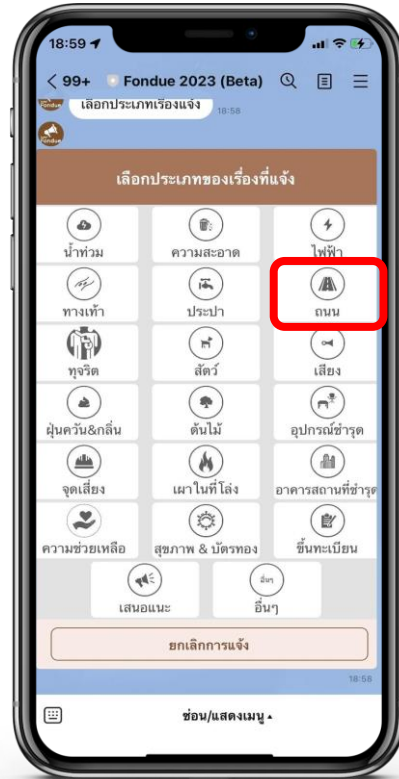 18:59
99+ Fondue 2023 (Beta)
เลือกประเภทเรื่องแจ้ง
18:58
Fondue
เลือกประเภทของเรื่องที่แจ้ง
น้ำท่วม ความสะอาด ไฟฟ้า
ทางเท้า ประปา ถนน
ทุจริต สัตว์ เสียง
ฝุ่นควัน&กลิ่น ต้นไม้ อุปกรณ์ชำรุด
จุดเสี่ยง เผาในที่โล่ง อาคารสถานที่ชำรุด
ความช่วยเหลือ สุขภาพ & บัตรทอง ขึ้นทะเบียน
อื่นๆ
เสนอแนะ อื่นๆ
ยกเลิกการแจ้ง
18:58
ซ่อน/แสดงเมนู